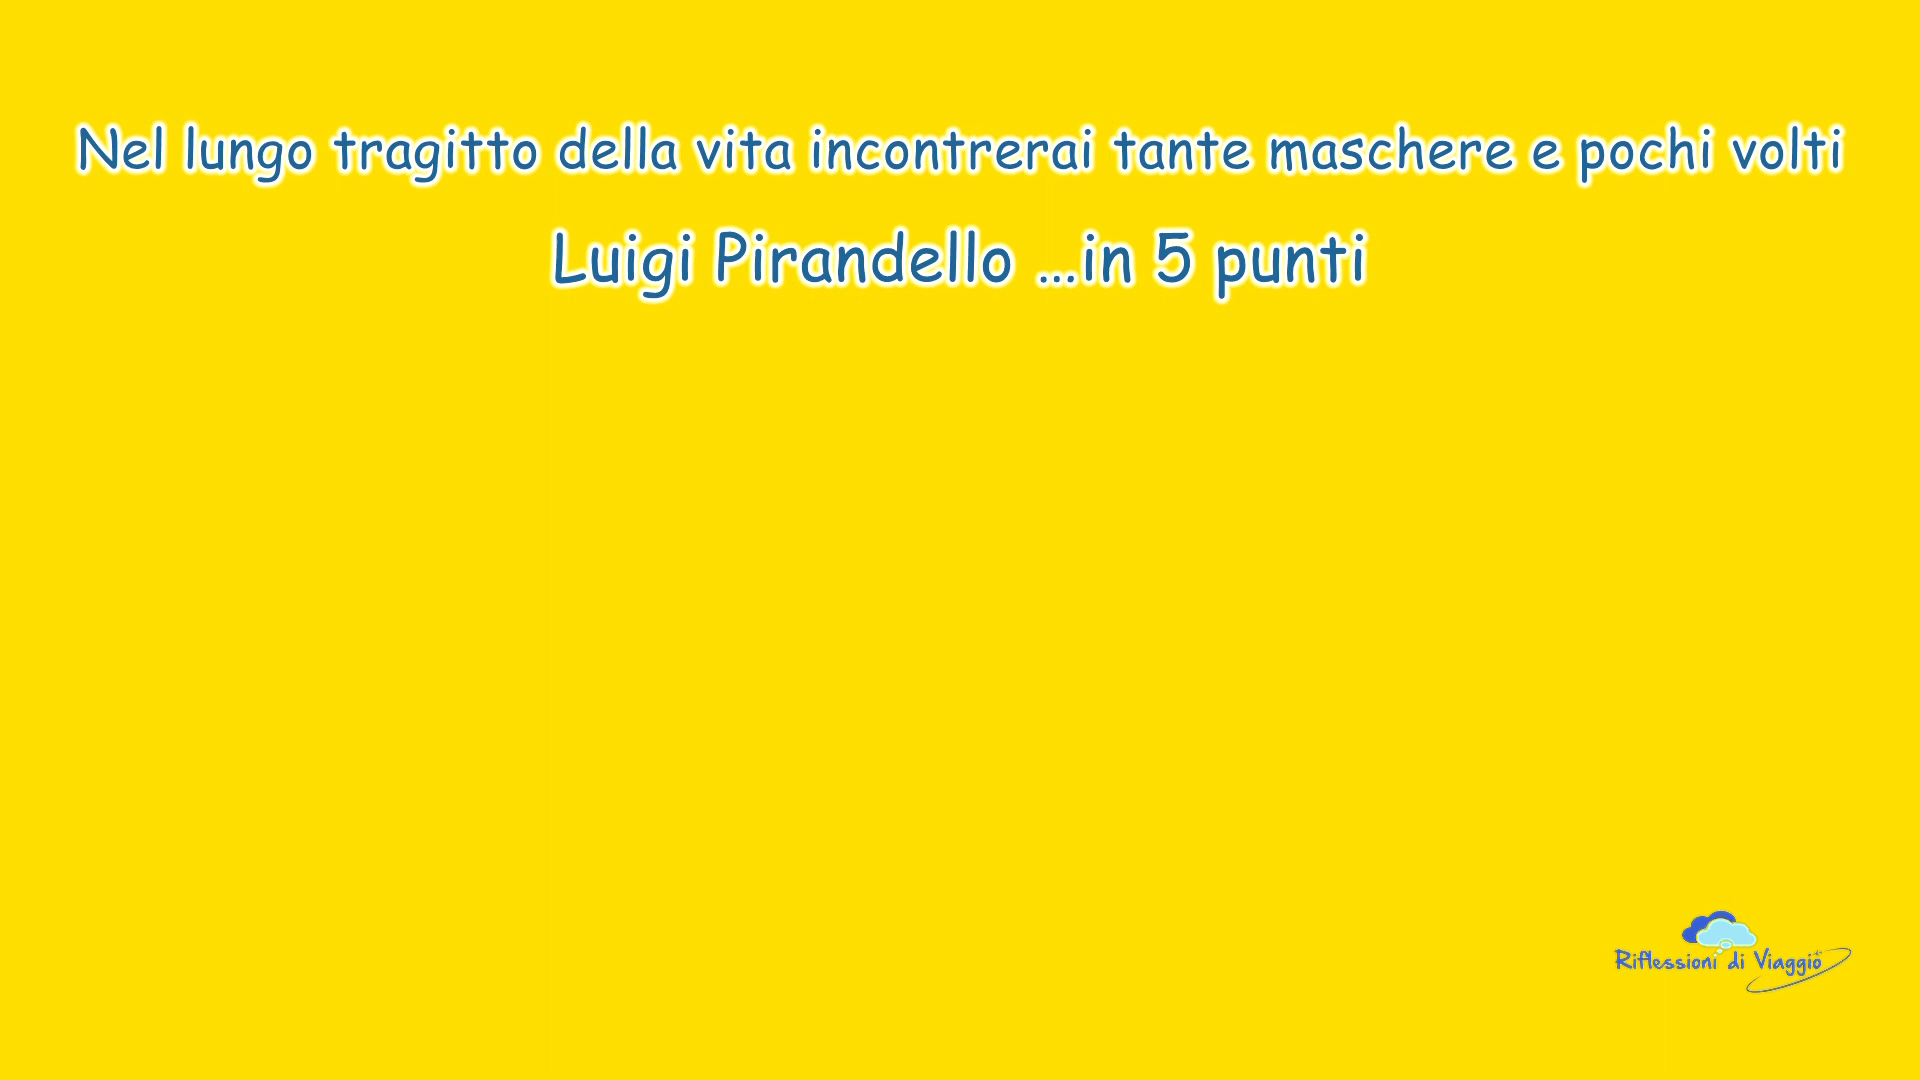 Nel lungo tragitto della vita incontrerai tante maschere e pochi volti
Luigi Pirandello ...in 5 punti
Riflessioni di Viaggio